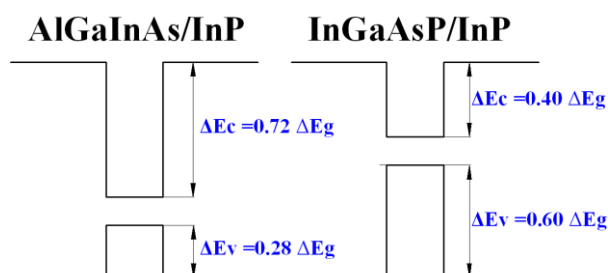 AlGaInAs/InP
InGaAsP/InP
ΔEc =0.72 ΔEg
ΔEc =0.40 ΔEg
ΔEv =0.28 ΔEg
ΔEv =0.60 ΔEg